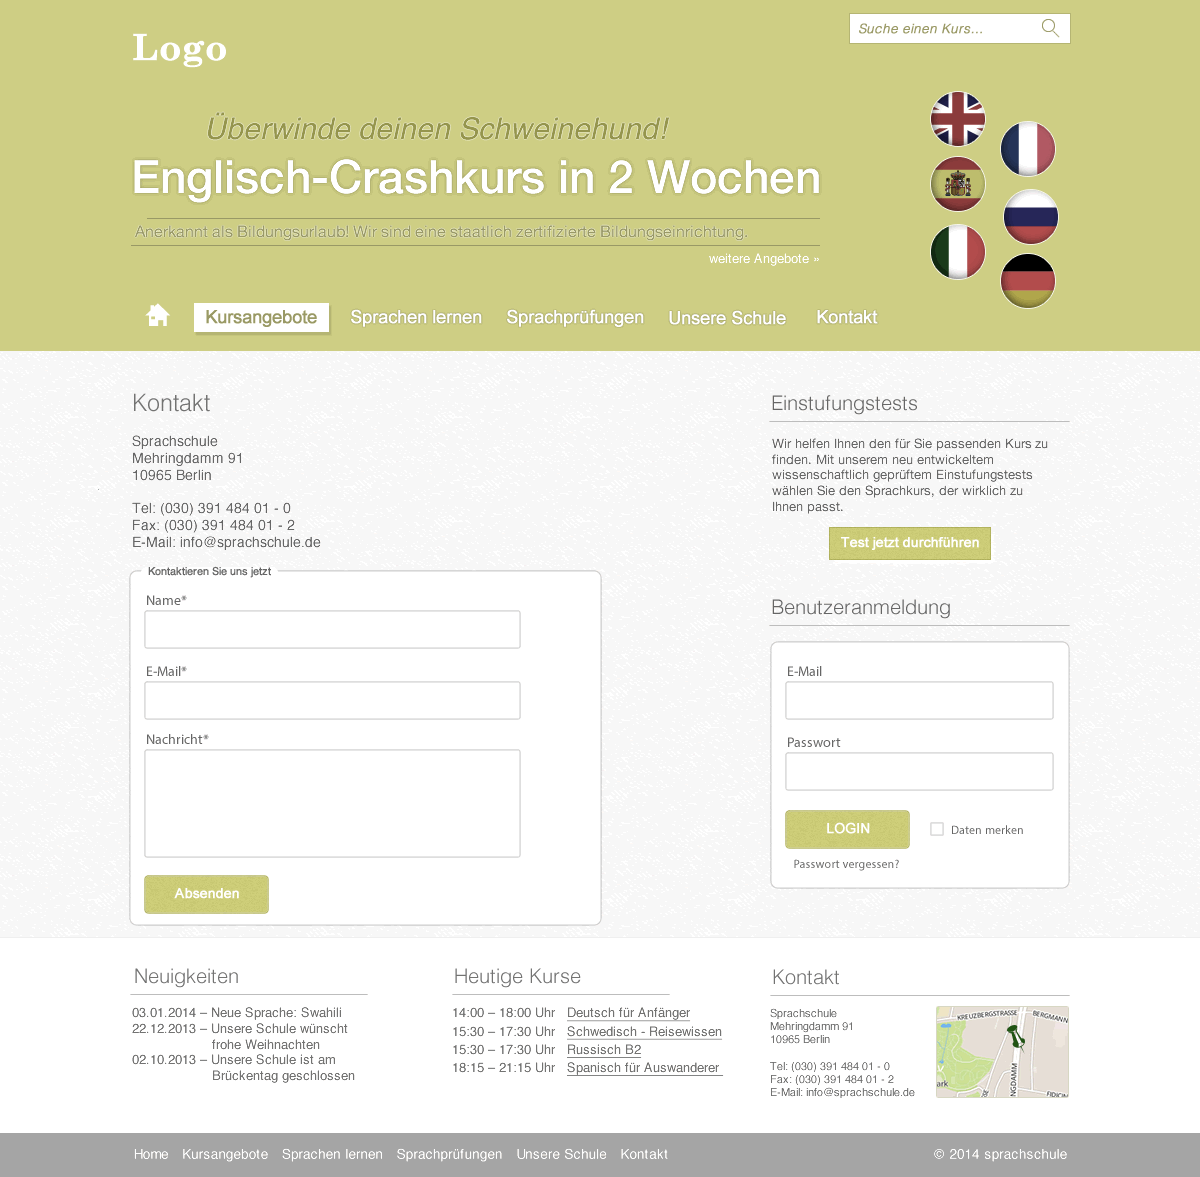 Logo
Suche einen Kurs...
Überwinde deinen Schweinehund!
Englisch-Crashkurs in 2 Wochen
Anerkannt als Bildungsurlaub! Wir sind eine staatlich zertifizierte Bildungseinrichtung.
weitere Angebote »
Kursangebote
Sprachen lernen
Sprachprüfungen
Unsere Schule
Kontakt
Kontakt
Sprachschule
Mehringdamm 91
10965 Berlin
Tel: (030) 391 484 01 - 0
Fax: (030) 391 484 01 - 2
E-Mail: info@sprachschule.de
Kontaktieren Sie uns jetzt
Name*
E-Mail*
Nachricht*
Absenden
Einstufungstests
Wir helfen Ihnen den für Sie passenden Kurs zu
finden. Mit unserem neu entwickeltem
wissenschaftlich geprüftem Einstufungstests
wählen Sie den Sprachkurs, der wirklich zu
Ihnen passt.
Test jetzt durchführen
Benutzeranmeldung
E-Mail
Passwort
LOGIN
Daten merken
Passwort vergessen?
Neuigkeiten
03.01.2014 – Neue Sprache: Swahili
22.12.2013 – Unsere Schule wünscht
frohe Weihnachten
02.10.2013 – Unsere Schule ist am
Brückentag geschlossen
Heutige Kurse
14:00 – 18:00 Uhr Deutsch für Anfänger
15:30 – 17:30 Uhr Schwedisch - Reisewissen
15:30 – 17:30 Uhr Russisch B2
18:15 – 21:15 Uhr Spanisch für Auswanderer
Kontakt
Sprachschule
Mehringdamm 91
10965 Berlin
Tel: (030) 391 484 01 - 0
Fax: (030) 391 484 01 - 2
E-Mail: info@sprachschule.de
KREUZBERGSTRASSE
BERGMANN
NGDAMM
ark
FIDICIN
Home
Kursangebote
Sprachen lernen
Sprachprüfungen
Unsere Schule
Kontakt
© 2014 sprachschule